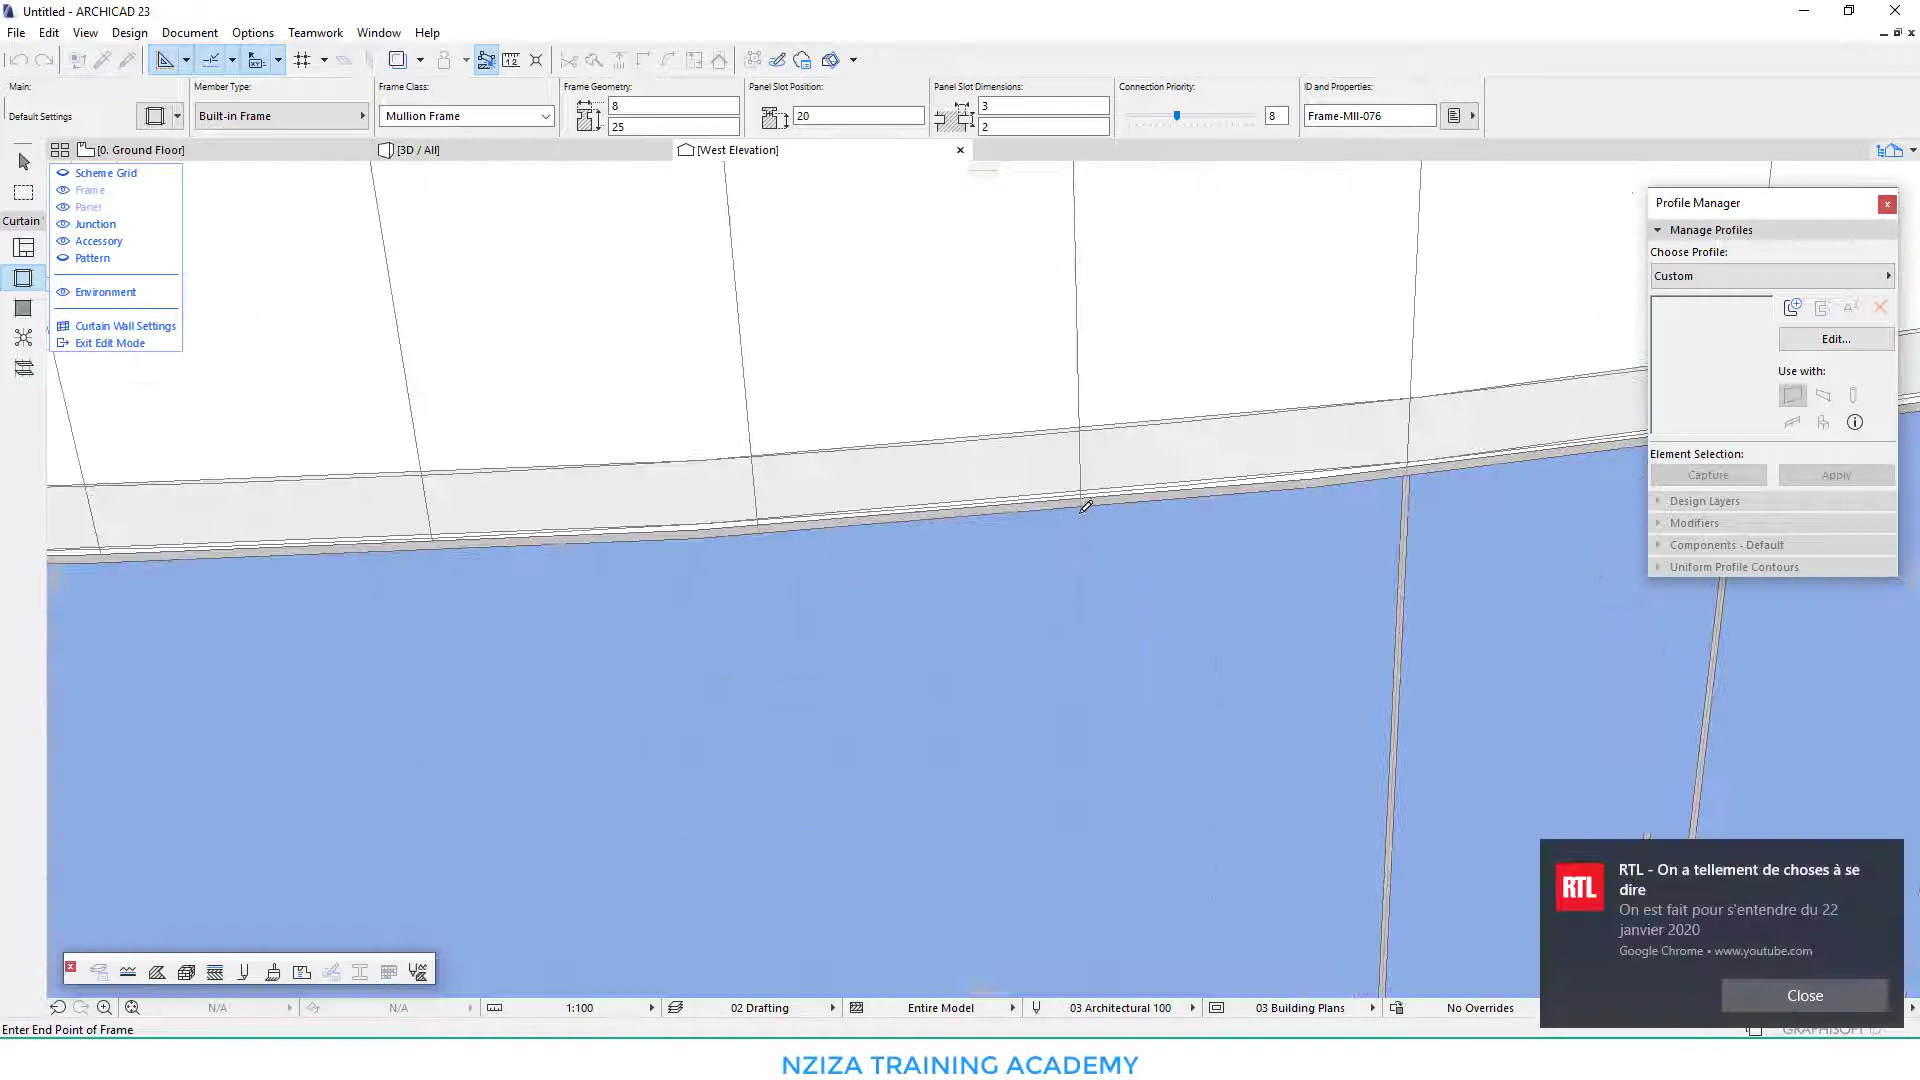 Untitled - ARCHICAD 23
File Edit View Design Document Options Teamwork Window Help
Main: Member Type: Frame Class: Frame Geometry: Panel Slot Position: Panel Slot Dimensions: Connection Priority: ID and Properties:
8 3
Default Settings Built-in Frame Mullion Frame 20 8 Frame-MII-076
25 2
[0. Ground Floor] [3D / All] [West Elevation]
Scheme Grid
Frame
Panel
Curtain
Junction
Accessory
Pattern
Environment
Curtain Wall Settings
Exit Edit Mode
Profile Manager
Manage Profiles
Choose Profile:
Custom
Edit...
Use with:
Element Selection:
Capture Apply
Design Layers
Modifiers
Components - Default
Uniform Profile Contours
RTL
RTL - On a tellement de choses à se
dire
On est fait pour s'entendre du 22
janvier 2020
Google Chrome • www.youtube.com
Close
N/A N/A 1:100 02 Drafting Entire Model 03 Architectural 100 03 Building Plans No Overrides
Enter End Point of Frame
NZIZA TRAINING ACADEMY